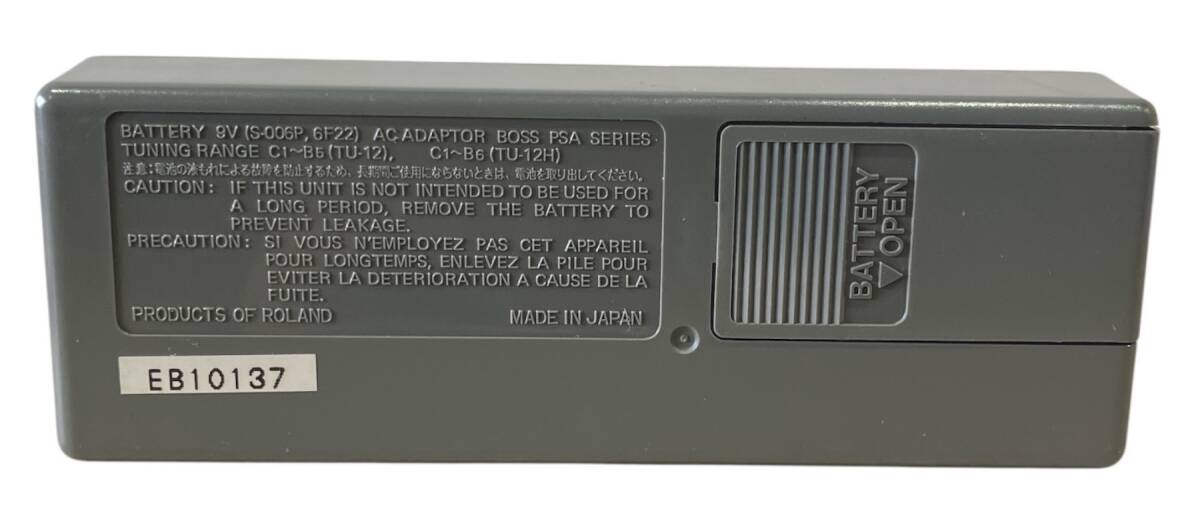 BATTERY 9V (S-006P, 6F22) AC-ADAPTOR BOSS PSA SERIES
TUNING RANGE C1~B5 (TU-12), C1~B6 (TU-12H)
注意:電池の液もれによる故障を防止するため、長期間ご使用にならないときは、電池を取り出してください。
CAUTION: IF THIS UNIT IS NOT INTENDED TO BE USED FOR
A LONG PERIOD, REMOVE THE BATTERY TO
PREVENT LEAKAGE.
PRECAUTION: SI VOUS N'EMPLOYEZ PAS CET APPAREIL
POUR LONGTEMPS, ENLEVEZ LA PILE POUR
EVITER LA DETERIORATION A CAUSE DE LA
FUITE.
PRODUCTS OF ROLAND MADE IN JAPAN
EB10137
BATTERY
▽OPEN